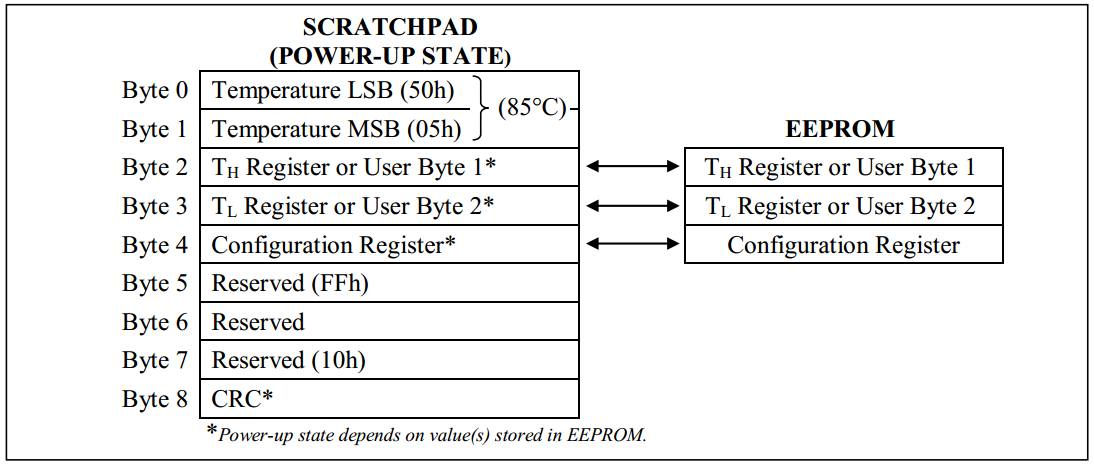 SCRATCHPAD
(POWER-UP STATE)
Byte 0 Temperature LSB (50h)
(85°C)
Byte 1 Temperature MSB (05h)
EEPROM
Byte 2 TH Register or User Byte 1* TH Register or User Byte 1
Byte 3 TL Register or User Byte 2* TL Register or User Byte 2
Byte 4 Configuration Register* Configuration Register
Byte 5 Reserved (FFh)
Byte 6 Reserved
Byte 7 Reserved (10h)
Byte 8 CRC*
*Power-up state depends on value(s) stored in EEPROM.